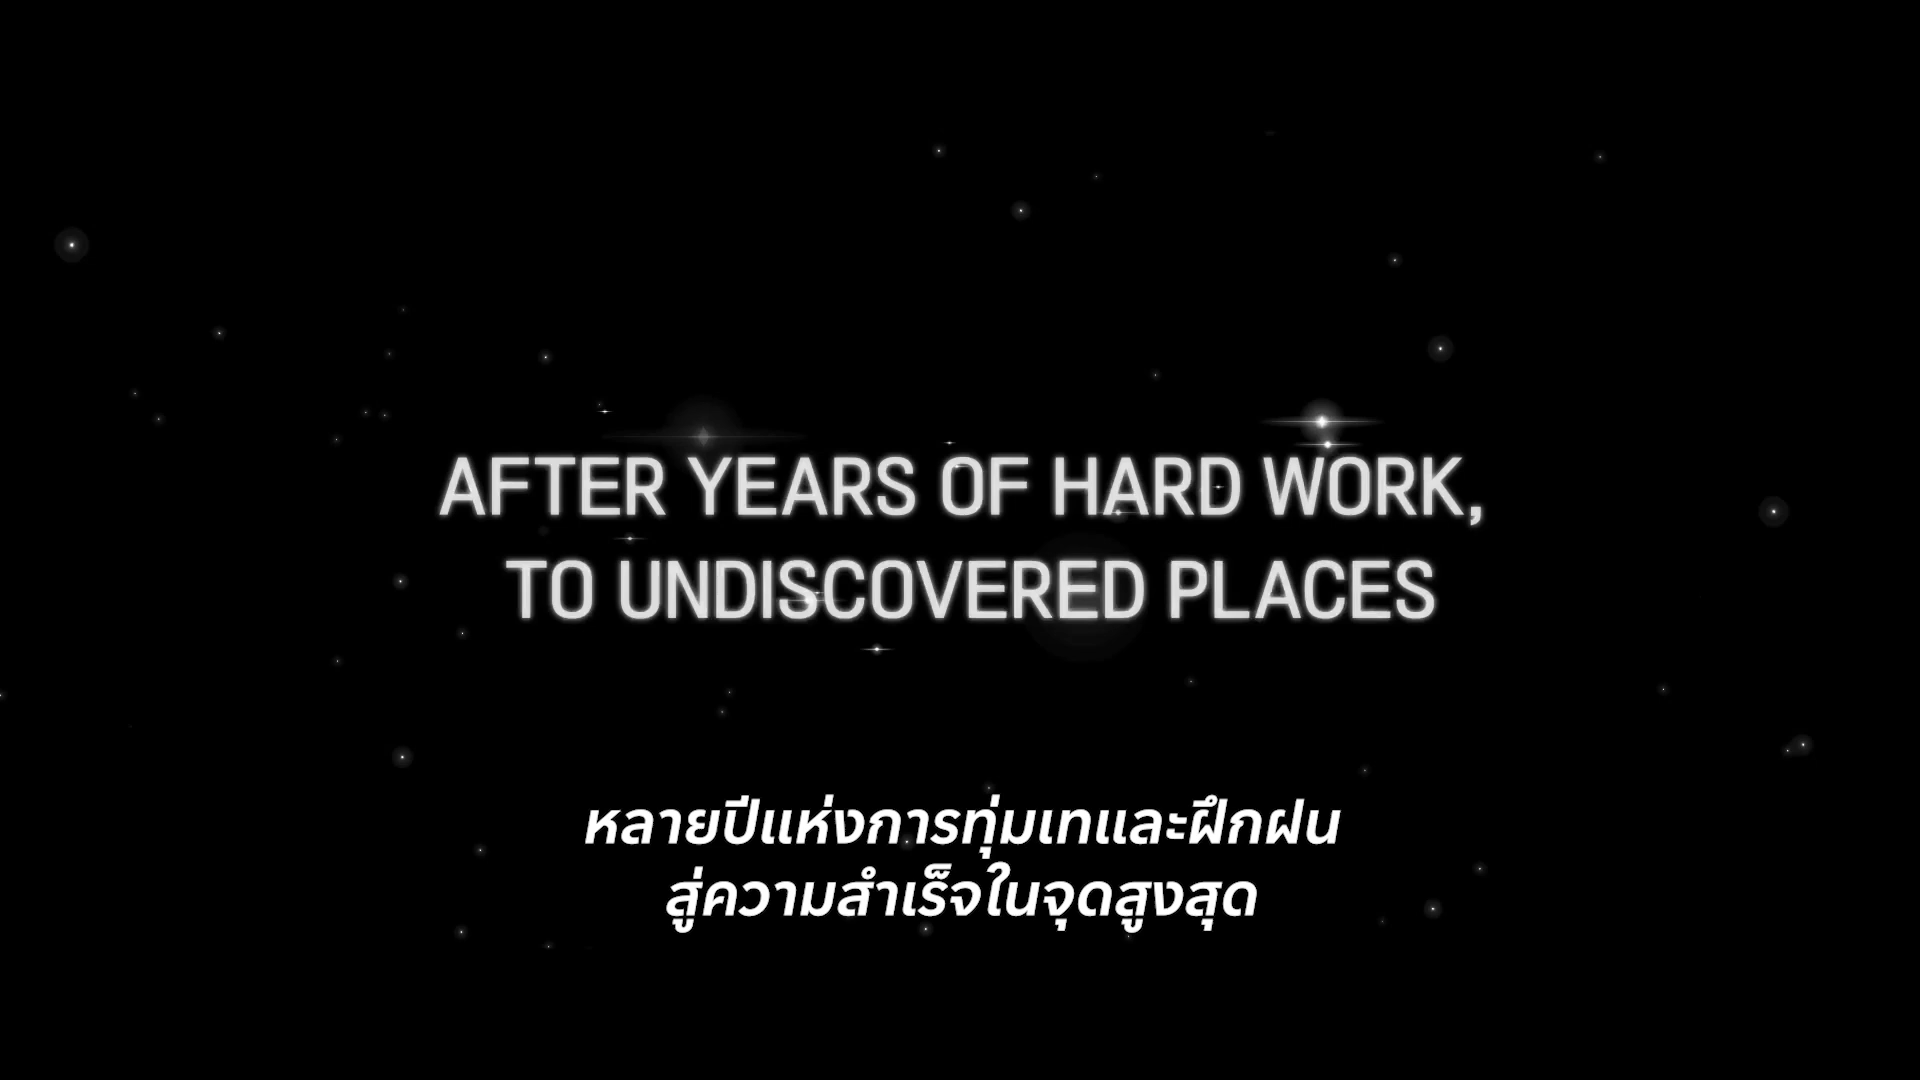 AFTER YEARS OF HARD WORK,
TO UNDISCOVERED PLACES
หลายปีแห่งการทุ่มเทและฝึกฝน
สู่ความสำเร็จในจุดสูงสุด